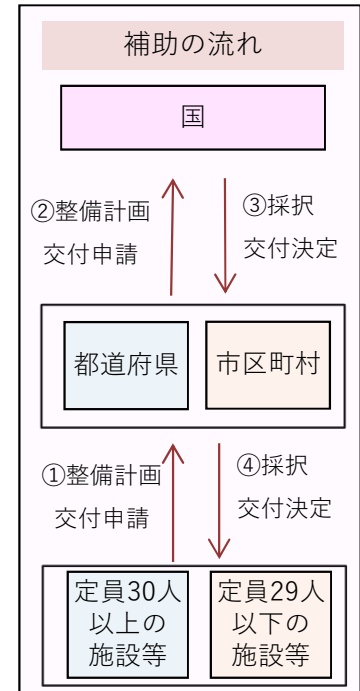 補助の流れ
国
②整備計画
交付申請
③採択
交付決定
都道府県
市区町村
①整備計画
交付申請
④採択
交付決定
定員30人
以上の
施設等
定員29人
以下の
施設等